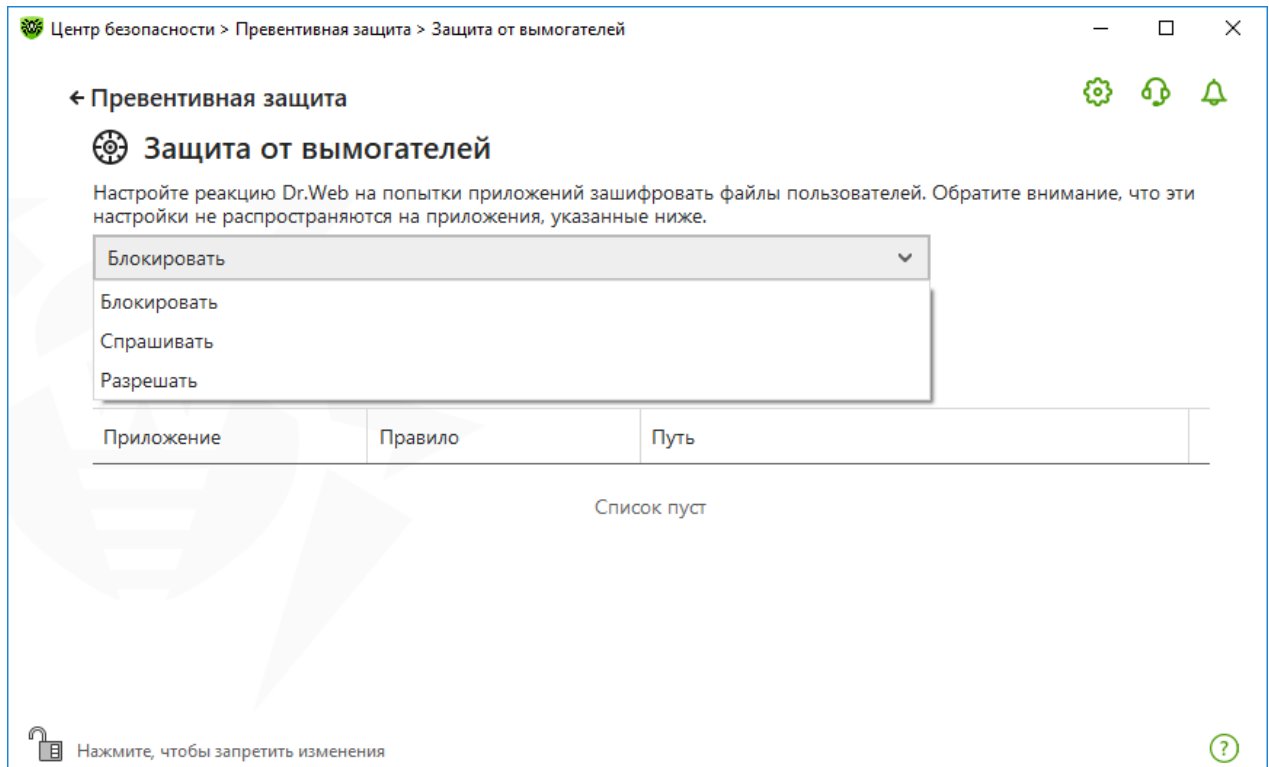 Центр безопасности > Превентивная защита > Защита от вымогателей
Превентивная защита
Защита от вымогателей
Настройте реакцию Dr.Web на попытки приложений зашифровать файлы пользователей. Обратите внимание, что эти
настройки не распространяются на приложения, указанные ниже.
Блокировать
Блокировать
Спрашивать
Разрешать
Приложение Правило Путь
Список пуст
Нажмите, чтобы запретить изменения
?